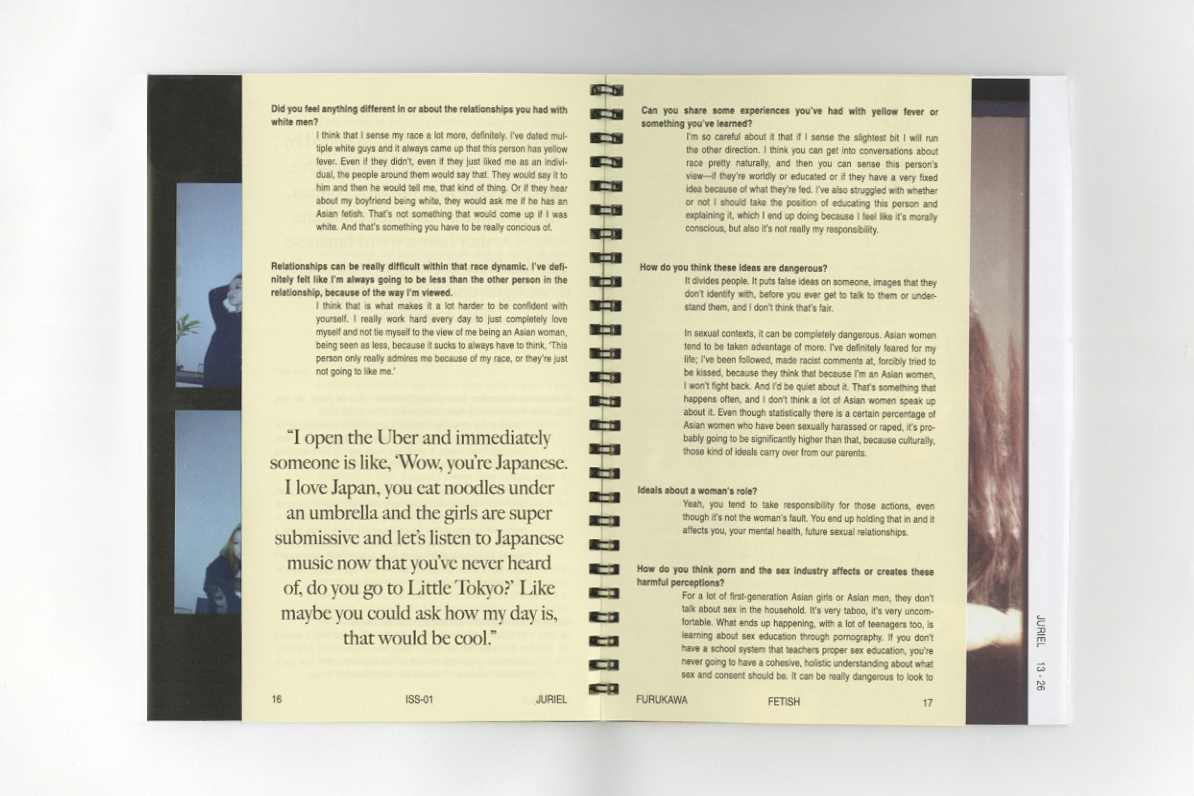 Did you feel anything different in or about the relationships you had with
white men?
I think that I sense my race a lot more, definitely. I've dated mul-
tiple white guys and it always came up that this person has yellow
fever. Even if they didn't, even if they just liked me as an indivi-
dual, the people around them would say that. They would say it to
him and then he would tell me, that kind of thing. Or if they hear
about my boyfriend being white, they would ask me if he has an
Asian fetish. That's not something that would come up if I was
white. And that's something you have to be really concious of.
Relationships can be really difficult within that race dynamic. I've defi-
nitely felt like I'm always going to be less than the other person in the
relationship, because of the way I'm viewed.
I think that is what makes it a lot harder to be confident with
yourself. I really work hard every day to just completely love
myself and not tie myself to the view of me being an Asian woman,
being seen as less, because it sucks to always have to think, 'This
person only really admires me because of my race, or they're just
not going to like me.'
“I open the Uber and immediately
someone is like, ‘Wow, you're Japanese.
I love Japan, you eat noodles under
an umbrella and the girls are super
submissive and let's listen to Japanese
music now that you've never heard
of, do you go to Little Tokyo?’ Like
maybe you could ask how my day is,
that would be cool.”
16 ISS-01 JURIEL
Can you share some experiences you've had with yellow fever or
something you've learned?
I'm so careful about it that if I sense the slightest bit I will run
the other direction. I think you can get into conversations about
race pretty naturally, and then you can sense this person's
view—if they're worldly or educated or if they have a very fixed
idea because of what they're fed. I've also struggled with whether
or not I should take the position of educating this person and
explaining it, which I end up doing because I feel like it's morally
conscious, but also it's not really my responsibility.
How do you think these ideas are dangerous?
It divides people. It puts false ideas on someone, images that they
don't identify with, before you ever get to talk to them or under-
stand them, and I don't think that's fair.
In sexual contexts, it can be completely dangerous. Asian women
tend to be taken advantage of more. I've definitely feared for my
life; I've been followed, made racist comments at, forcibly tried to
be kissed, because they think that because I'm an Asian women,
I won't fight back. And I'd be quiet about it. That's something that
happens often, and I don't think a lot of Asian women speak up
about it. Even though statistically there is a certain percentage of
Asian women who have been sexually harassed or raped, it's pro-
bably going to be significantly higher than that, because culturally,
those kind of ideals carry over from our parents.
Ideals about a woman's role?
Yeah, you tend to take responsibility for those actions, even
though it's not the woman's fault. You end up holding that in and it
affects you, your mental health, future sexual relationships.
How do you think porn and the sex industry affects or creates these
harmful perceptions?
For a lot of first-generation Asian girls or Asian men, they don't
talk about sex in the household. It's very taboo, it's very uncom-
fortable. What ends up happening, with a lot of teenagers too, is
learning about sex education through pornography. If you don't
have a school system that teachers proper sex education, you're
never going to have a cohesive, holistic understanding about what
sex and consent should be. It can be really dangerous to look to
FURUKAWA FETISH 17
JURIEL 13 - 26